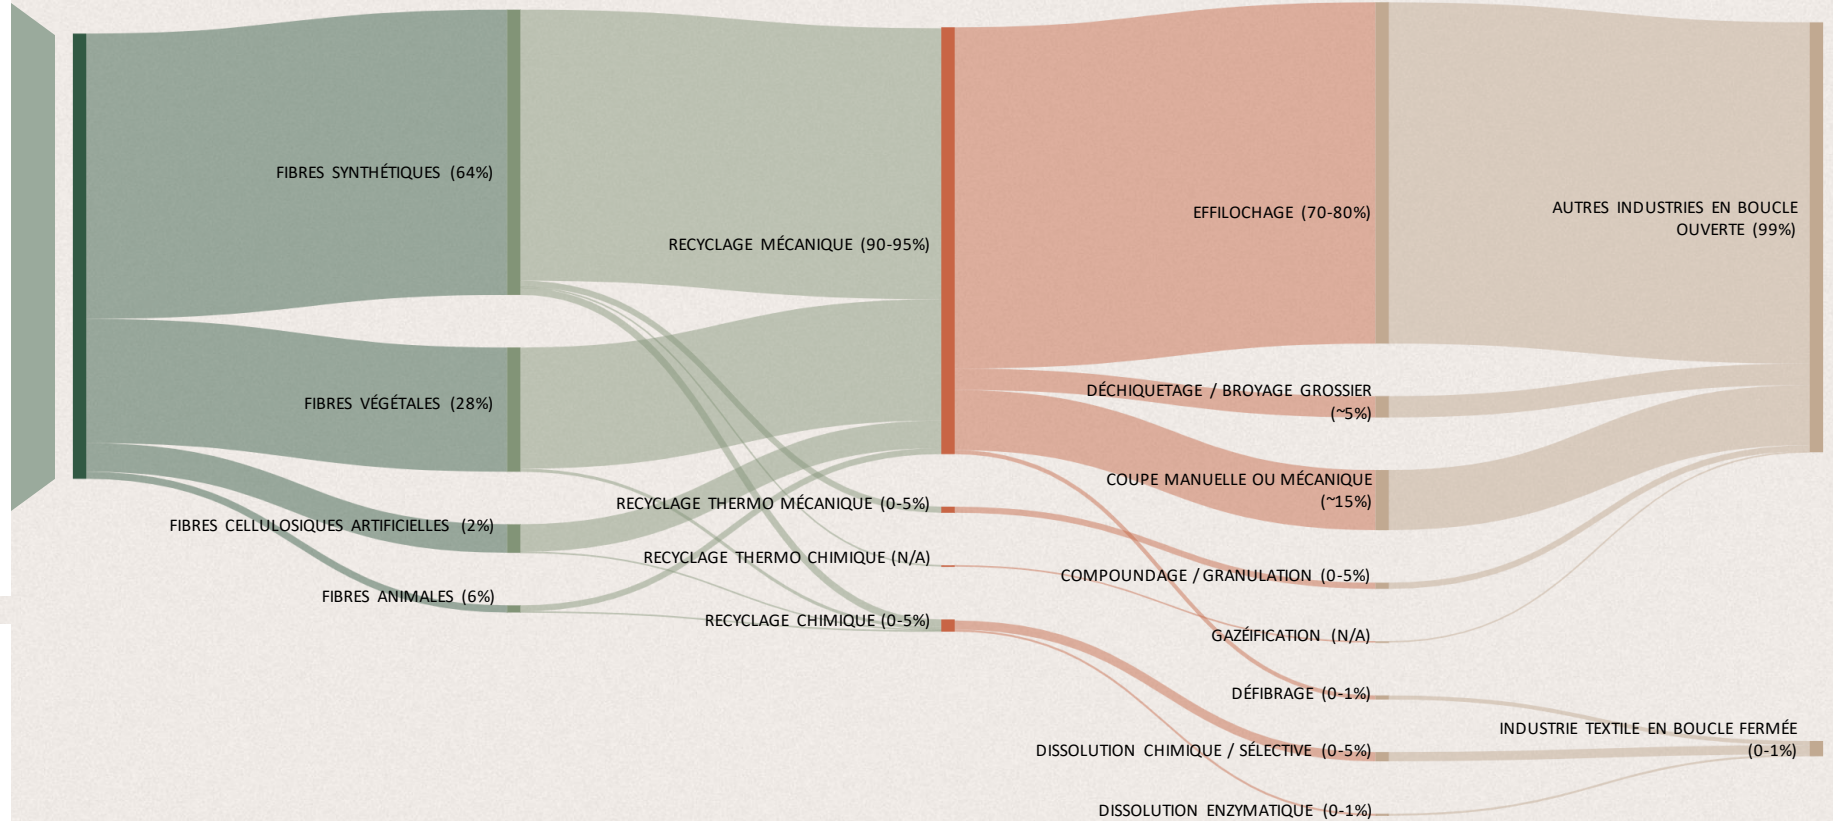 FIBRES SYNTHÉTIQUES (64%)
FIBRES VÉGÉTALES (28%)
FIBRES CELLULOSIQUES ARTIFICIELLES (2%)
FIBRES ANIMALES (6%)
RECYCLAGE MÉCANIQUE (90-95%)
RECYCLAGE THERMO MÉCANIQUE (0-5%)
RECYCLAGE THERMO CHIMIQUE (N/A)
RECYCLAGE CHIMIQUE (0-5%)
EFFILOCHAGE (70-80%)
DÉCHIQUETAGE / BROYAGE GROSSIER
(~5%)
COUPE MANUELLE OU MÉCANIQUE
(~15%)
COMPOUNDAGE / GRANULATION (0-5%)
GAZÉIFICATION (N/A)
DÉFIBRAGE (0-1%)
DISSOLUTION CHIMIQUE / SÉLECTIVE (0-5%)
DISSOLUTION ENZYMATIQUE (0-1%)
AUTRES INDUSTRIES EN BOUCLE
OUVERTE (99%)
INDUSTRIE TEXTILE EN BOUCLE FERMÉE
(0-1%)